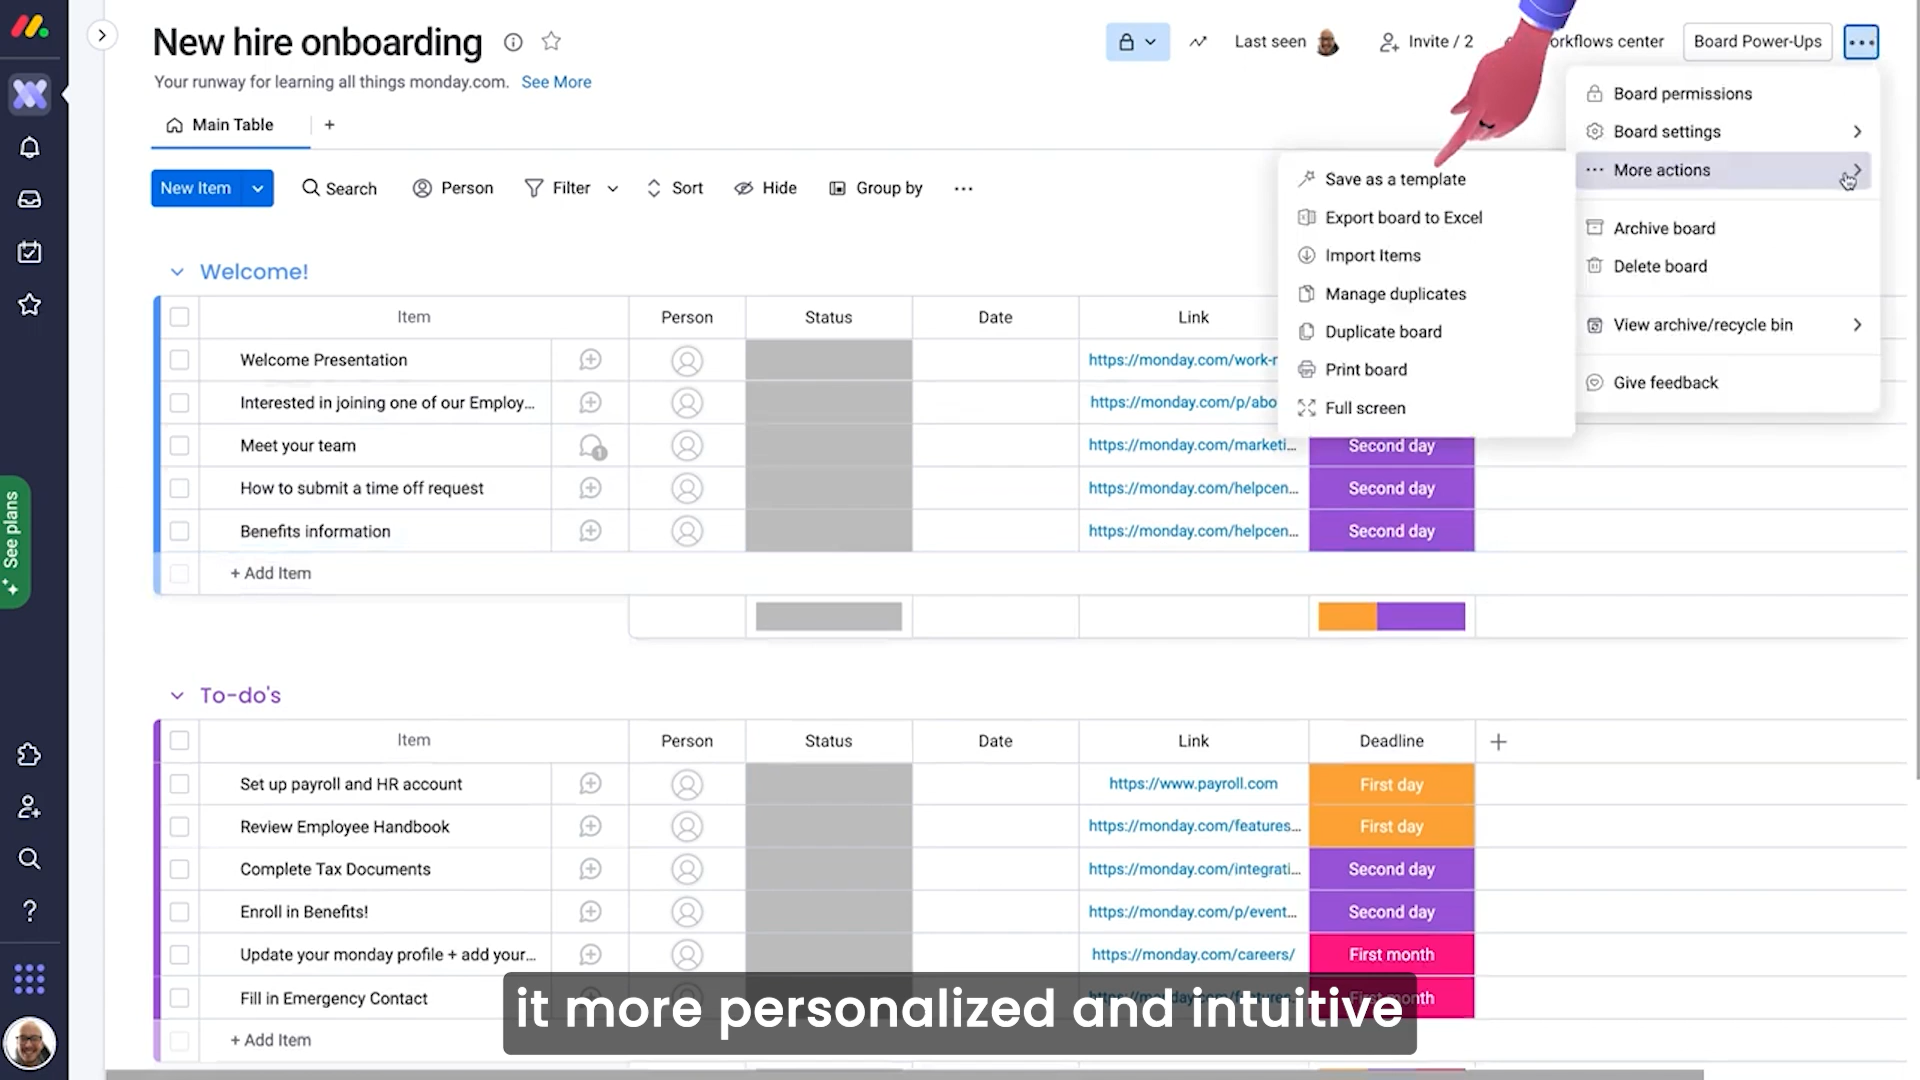 New hire onboarding
Last seen
Invite / 2
orkflows center
Board Power-Ups
Your runway for learning all things monday.com. See More
Main Table
New Item
Search
Person
Filter
Sort
Hide
Group by
Board permissions
Board settings
More actions
Archive board
Delete board
View archive/recycle bin
Give feedback
Save as a template
Export board to Excel
Import Items
Manage duplicates
Duplicate board
Print board
Full screen
See plans
Welcome!
Item Person Status Date Link
Welcome Presentation https://monday.com/work-
Interested in joining one of our Employ... https://monday.com/p/abo
Meet your team 1 https://monday.com/marketi... Second day
How to submit a time off request https://monday.com/helpcen... Second day
Benefits information https://monday.com/helpcen... Second day
+ Add Item
To-do's
Item Person Status Date Link Deadline
Set up payroll and HR account https://www.payroll.com First day
Review Employee Handbook https://monday.com/features... First day
Complete Tax Documents https://monday.com/integrati... Second day
Enroll in Benefits! https://monday.com/p/event... Second day
Update your monday profile + add your... https://monday.com/careers/ First month
Fill in Emergency Contact
+ Add Item
it more personalized and intuitive